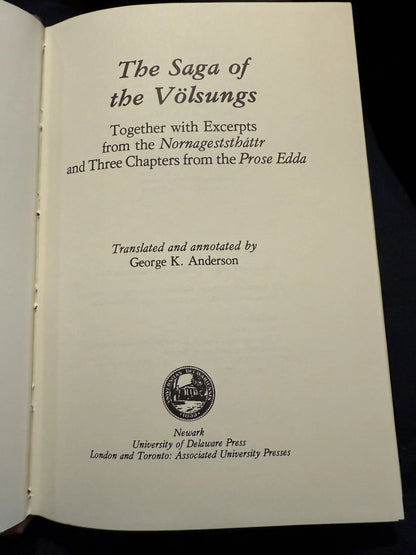 The Saga of
the Völsungs
Together with Excerpts
from the Nornageststháttr
and Three Chapters from the Prose Edda
Translated and annotated by
George K. Anderson
Newark
University of Delaware Press
London and Toronto: Associated University Presses